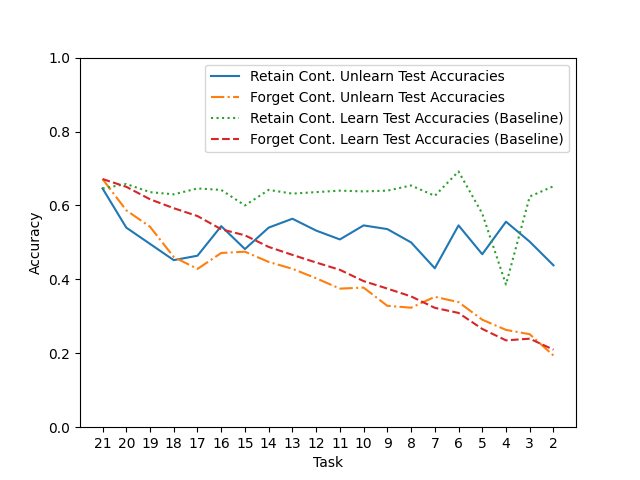 1.0
0.8
0.6
0.4
0.2
0.0
Accuracy
Retain Cont. Unlearn Test Accuracies
Forget Cont. Unlearn Test Accuracies
Retain Cont. Learn Test Accuracies (Baseline)
Forget Cont. Learn Test Accuracies (Baseline)
21 20 19 18 17 16 15 14 13 12 11 10 9 8 7 6 5 4 3 2
Task